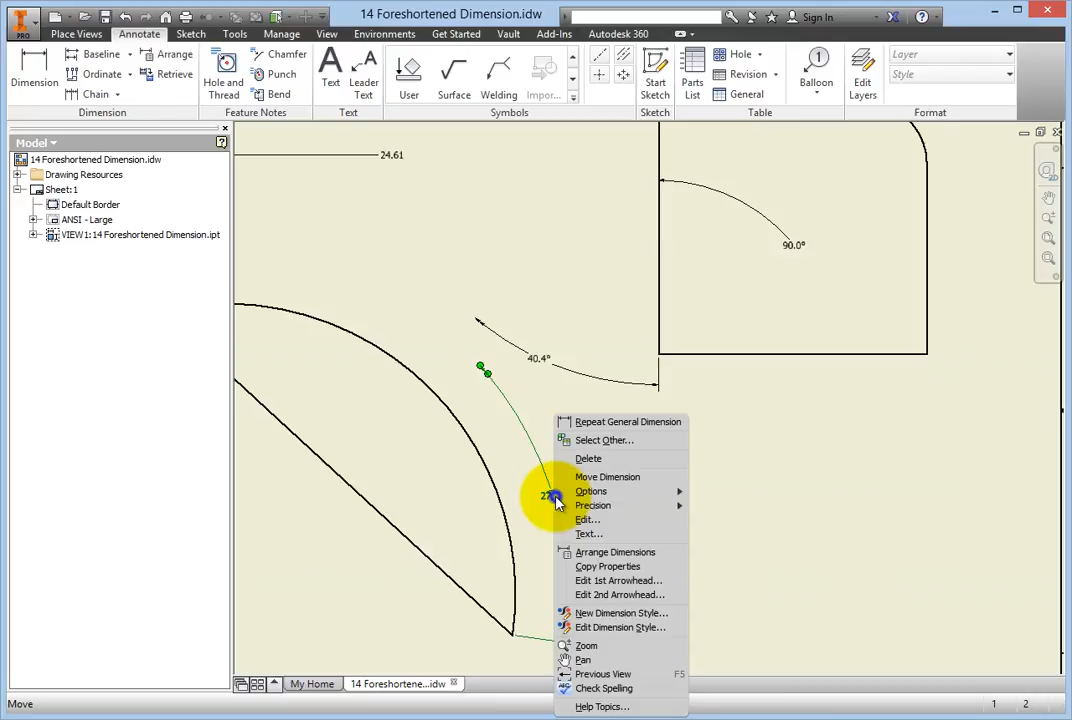 PRO
14 Foreshortened Dimension.idw
Sign In
Place Views
Annotate
Sketch
Tools
Manage
View
Environments
Get Started
Vault
Add-Ins
Autodesk 360
Dimension
Baseline
Ordinate
Chain
Arrange
Retrieve
Dimension
Hole and
Thread
Chamfer
Punch
Bend
Feature Notes
Text
Leader
Text
Text
User
Surface
Welding
Impor...
Symbols
Start
Sketch
Sketch
Parts
List
Hole
Revision
General
Table
Balloon
Edit
Layers
Layer
Style
Format
Model
14 Foreshortened Dimension.idw
Drawing Resources
Sheet:1
Default Border
ANSI - Large
VIEW1:14 Foreshortened Dimension.ipt
24.61
90.0°
40.4°
Repeat General Dimension
Select Other...
Delete
Move Dimension
Options
Precision
Edit...
Text...
Arrange Dimensions
Copy Properties
Edit 1st Arrowhead...
Edit 2nd Arrowhead...
New Dimension Style...
Edit Dimension Style...
Zoom
Pan
Previous View F5
Check Spelling
Help Topics...
My Home
14 Foreshortene...idw
Move
1 2